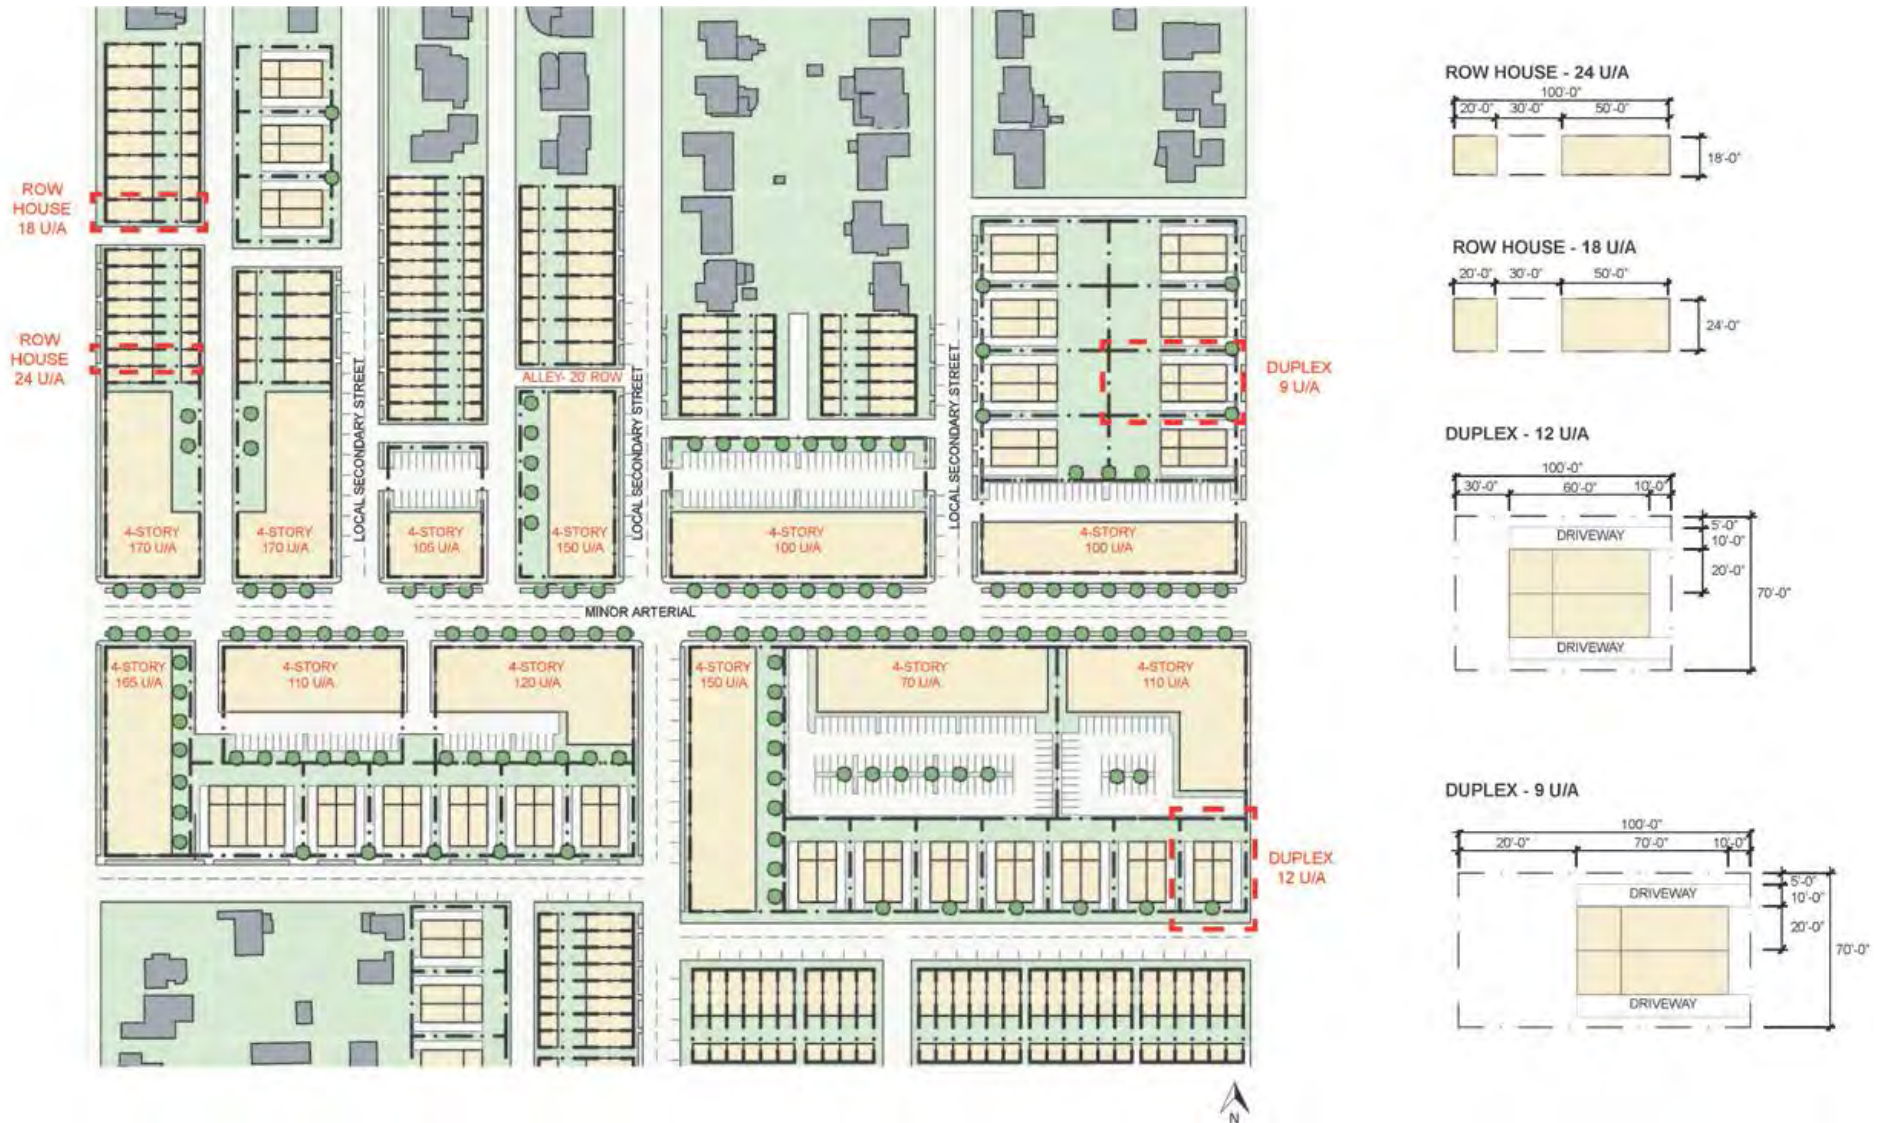 ROW
HOUSE
18 U/A
ROW
HOUSE
24 U/A
LOCAL SECONDARY STREET
ALLEY- 20' ROW
LOCAL SECONDARY STREET
LOCAL SECONDARY STREET
DUPLEX
9 U/A
4-STORY
170 U/A
4-STORY
170 U/A
4-STORY
105 U/A
4-STORY
150 U/A
4-STORY
100 U/A
4-STORY
100 U/A
MINOR ARTERIAL
4-STORY
165 U/A
4-STORY
110 U/A
4-STORY
120 U/A
4-STORY
150 U/A
4-STORY
70 U/A
4-STORY
110 U/A
DUPLEX
12 U/A
N
ROW HOUSE - 24 U/A
100'-0"
20'-0" 30'-0" 50'-0"
18'-0"
ROW HOUSE - 18 U/A
20'-0" 30'-0" 50'-0"
24'-0"
DUPLEX - 12 U/A
100'-0"
30'-0" 60'-0" 10'-0"
DRIVEWAY
5'-0"
10'-0"
20'-0"
70'-0"
DRIVEWAY
DUPLEX - 9 U/A
100'-0"
20'-0" 70'-0" 10'-0"
DRIVEWAY
5'-0"
10'-0"
20'-0"
70'-0"
DRIVEWAY